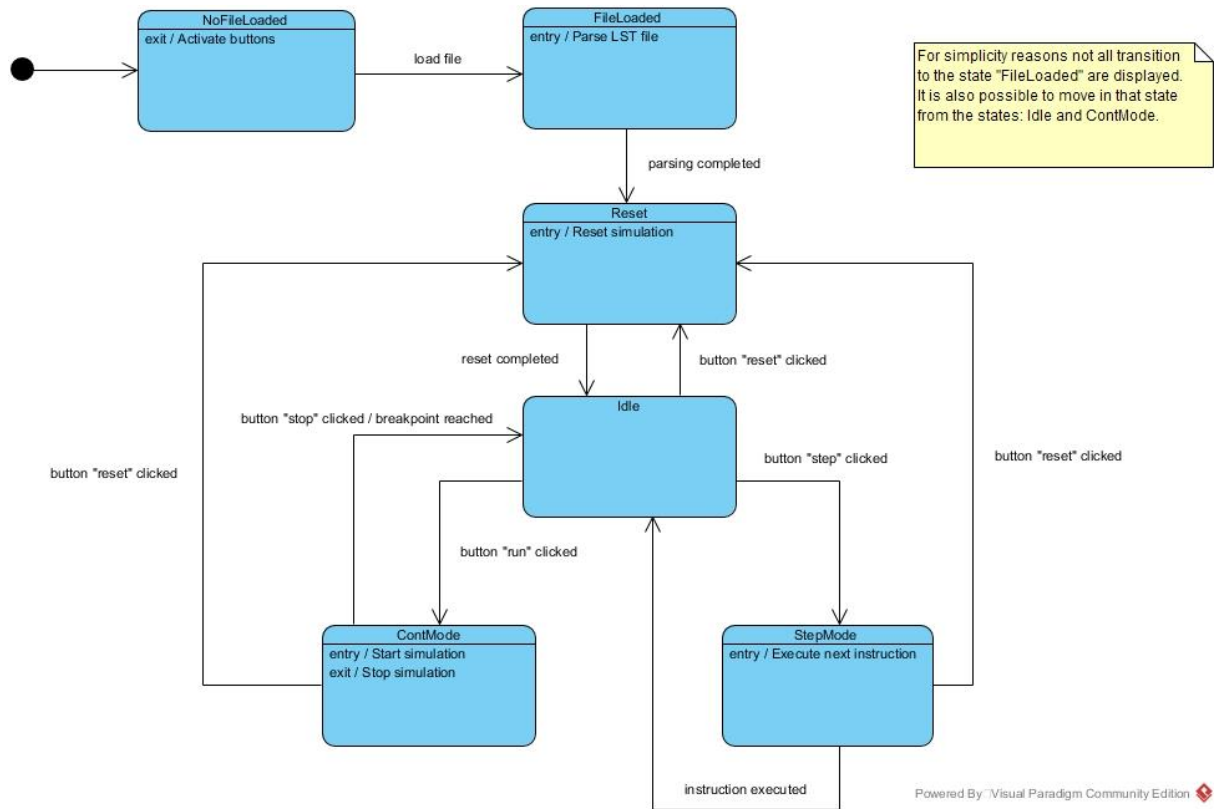 NoFileLoaded
exit / Activate buttons
load file
FileLoaded
entry / Parse LST file
For simplicity reasons not all transition
to the state "FileLoaded" are displayed.
It is also possible to move in that state
from the states: Idle and ContMode.
parsing completed
Reset
entry / Reset simulation
reset completed
button "reset" clicked
Idle
button "stop" clicked / breakpoint reached
button "reset" clicked
button "step" clicked
button "reset" clicked
button "run" clicked
ContMode
entry / Start simulation
exit / Stop simulation
StepMode
entry / Execute next instruction
instruction executed
Powered By Visual Paradigm Community Edition